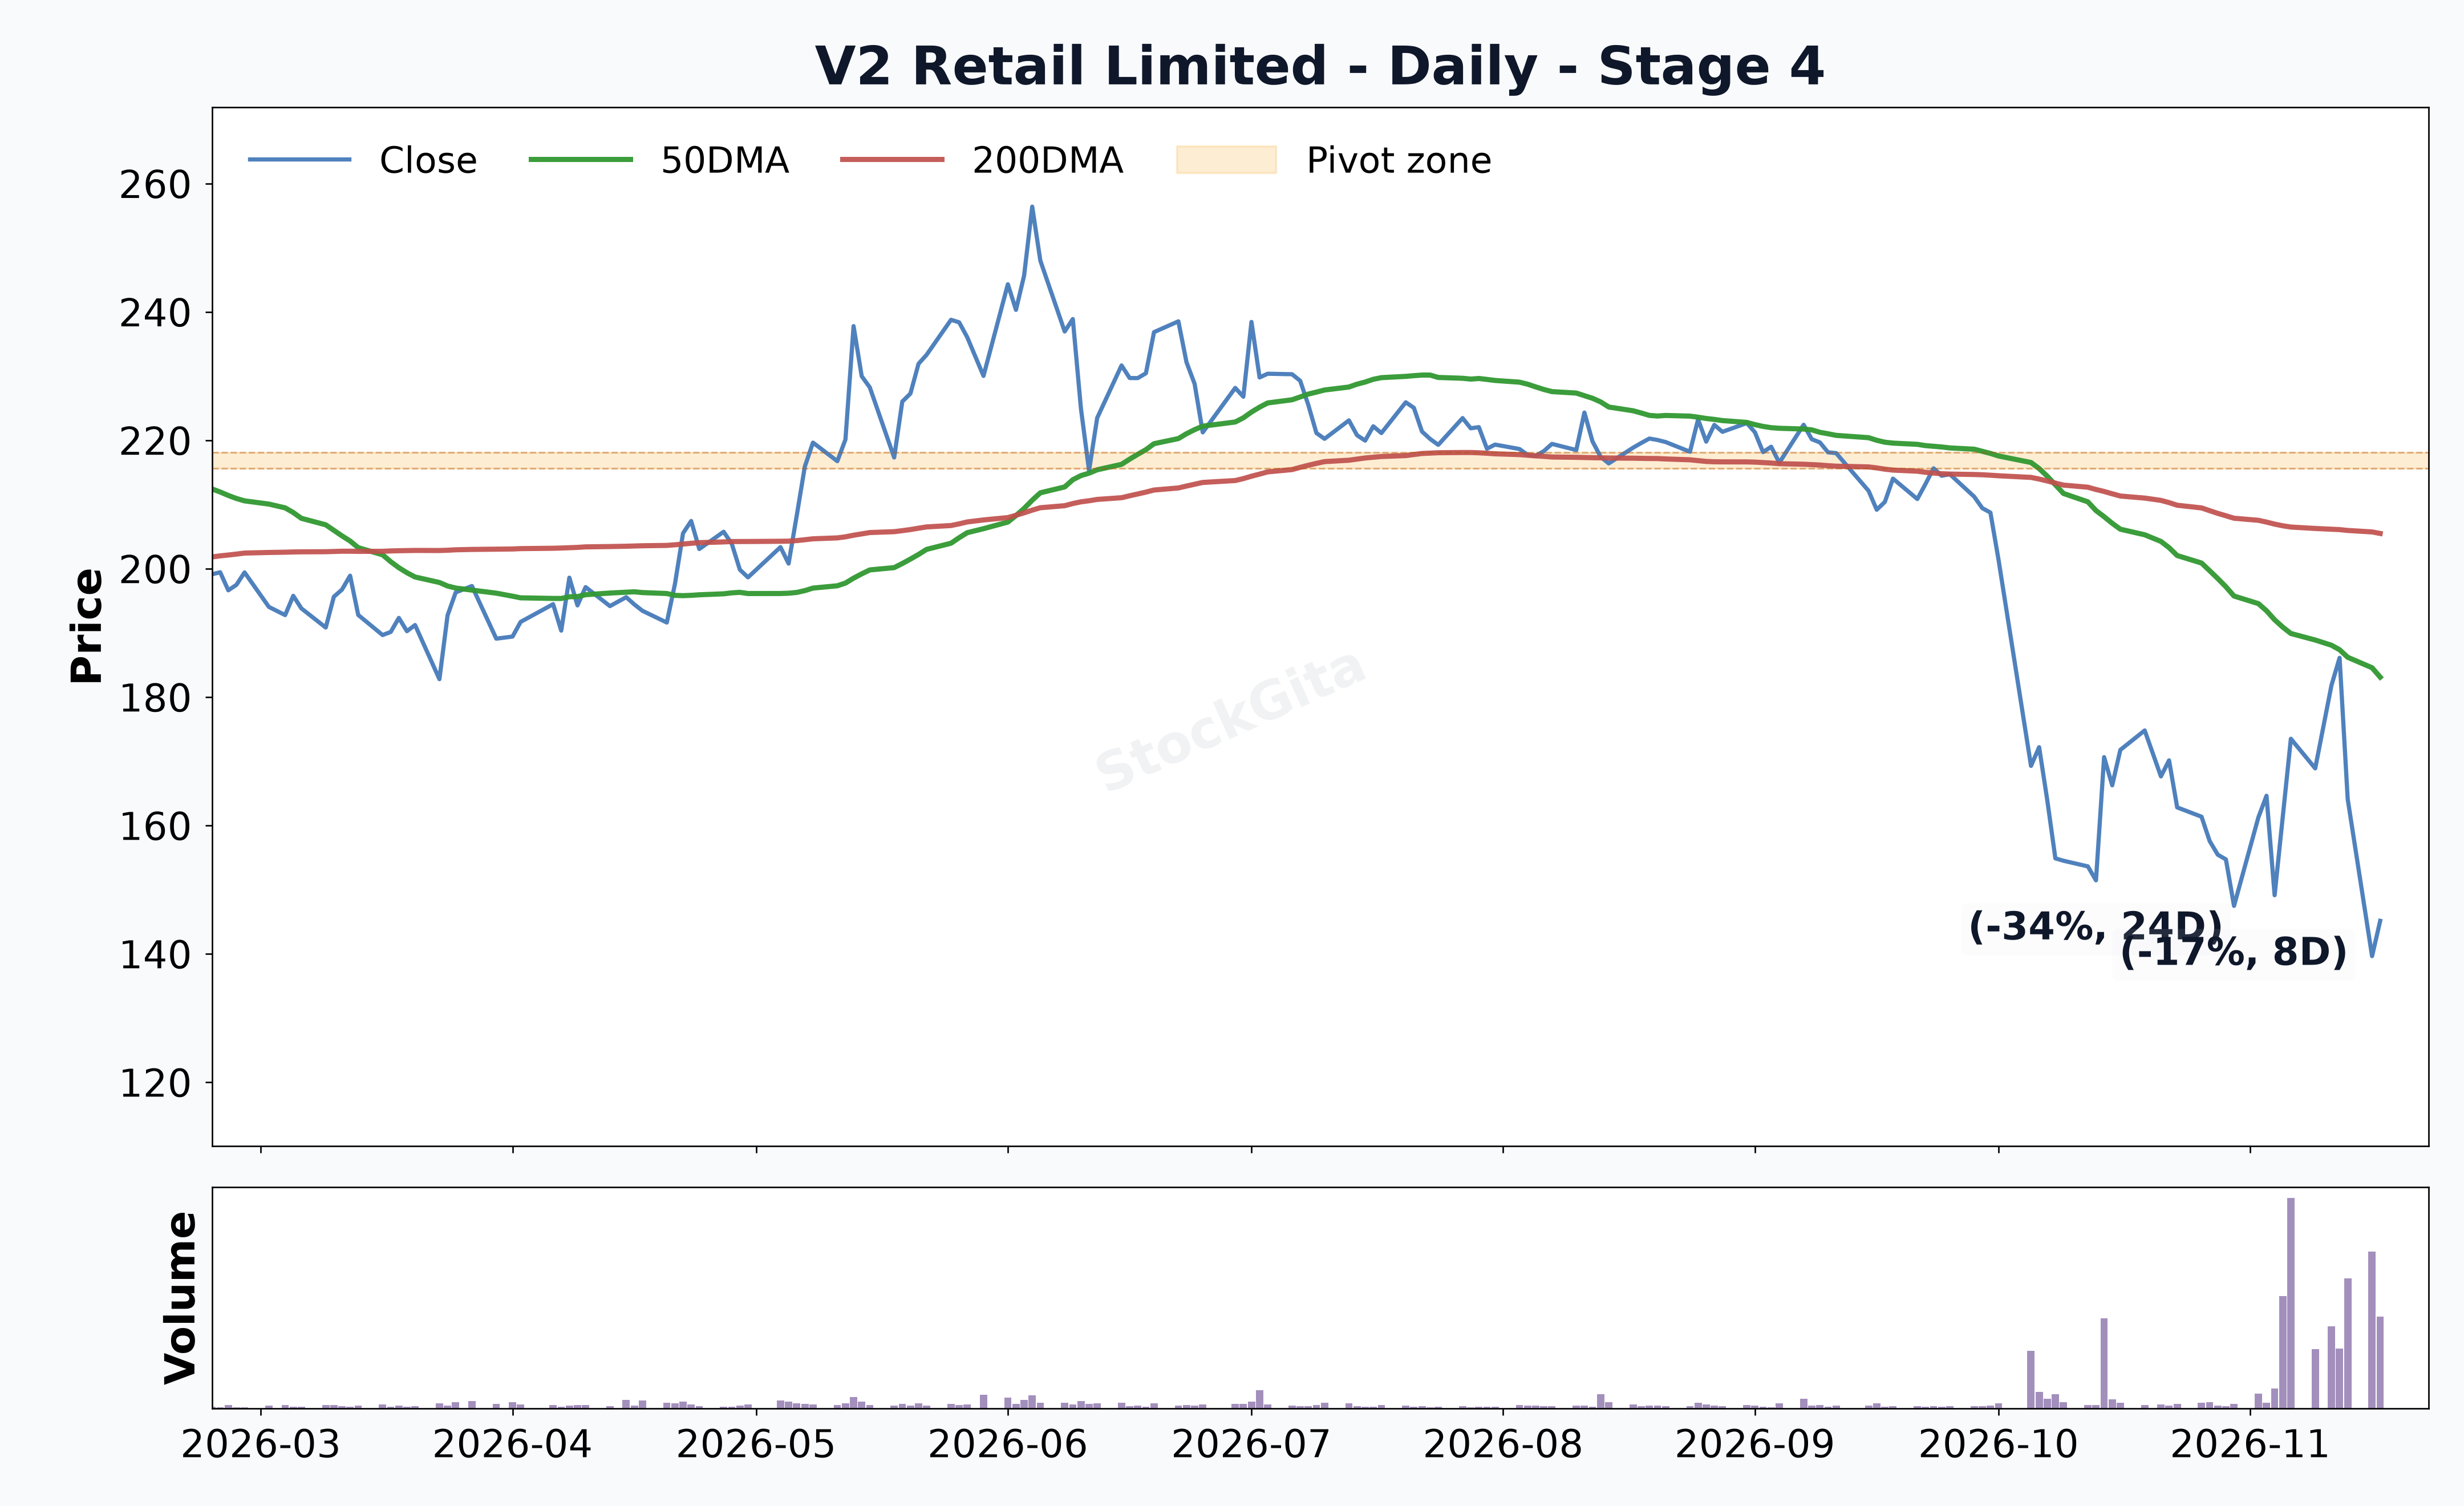 V2 Retail Limited - Daily - Stage 4
Close 50DMA 200DMA Pivot zone
Price
260
240
220
200
180
160
140
120
StockGita
(-34%, 24D)
(-17%, 8D)
Volume
2026-03 2026-04 2026-05 2026-06 2026-07 2026-08 2026-09 2026-10 2026-11